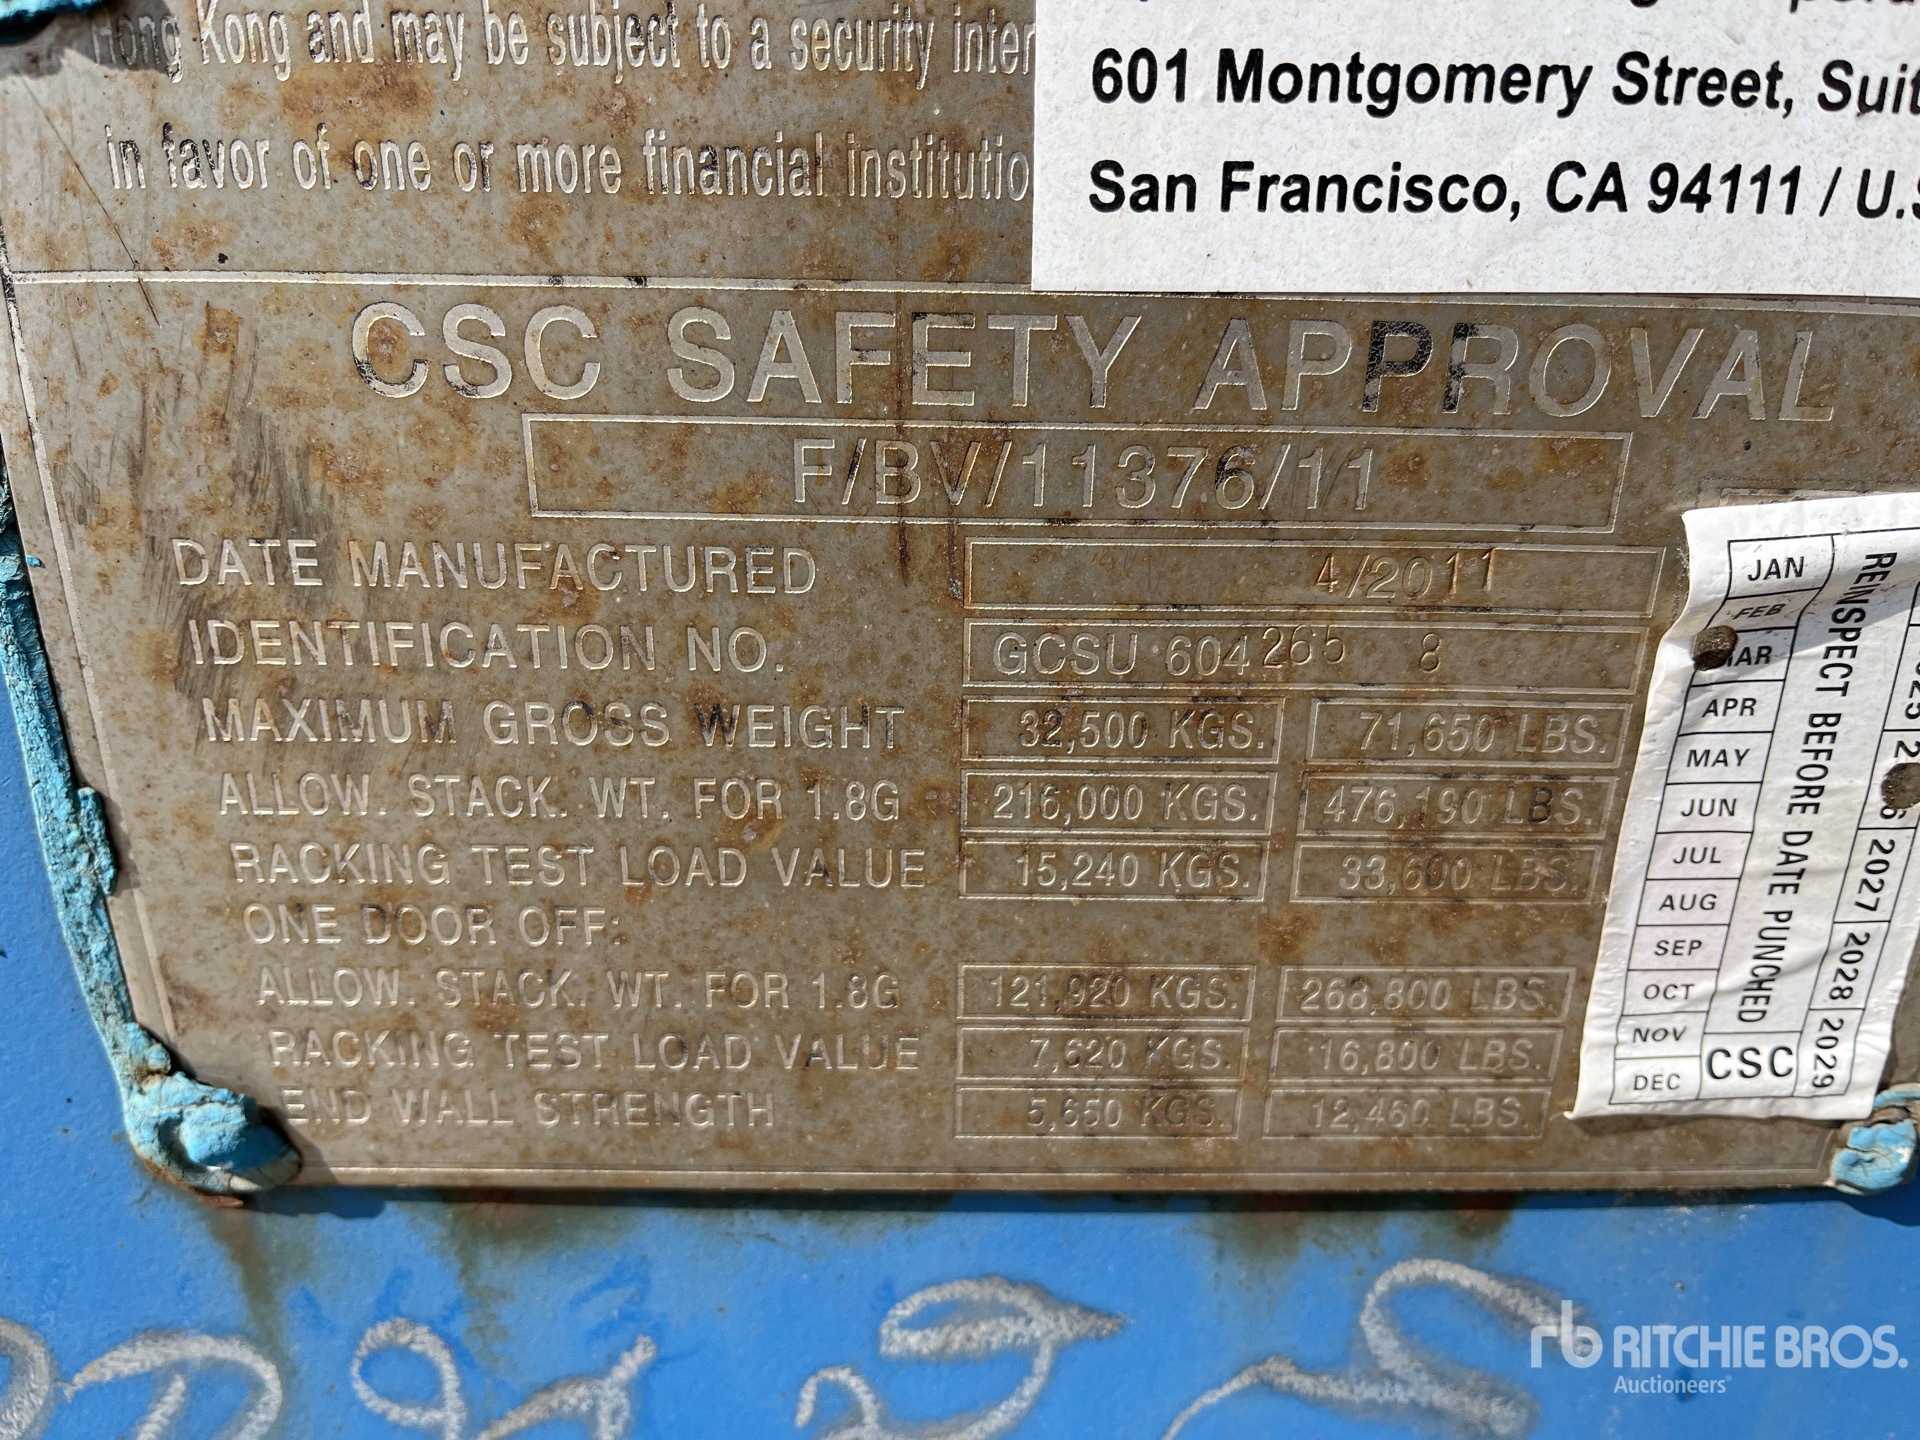 Hong Kong and may be subject to a security inter
in favor of one or more financial institutio
601 Montgomery Street, Suit
San Francisco, CA 94111 / U.S
CSC SAFETY APPROVAL
F/BV/11376/11
DATE MANUFACTURED 4/2011
IDENTIFICATION NO. GCSU 604265 8
MAXIMUM GROSS WEIGHT 32,500 KGS. 71,650 LBS.
ALLOW. STACK. WT. FOR 1.8G 216,000 KGS. 476,190 LBS.
RACKING TEST LOAD VALUE 15,240 KGS. 33,600 LBS.
ONE DOOR OFF:
ALLOW. STACK. WT. FOR 1.8G 121,920 KGS. 268,800 LBS.
RACKING TEST LOAD VALUE 7,620 KGS. 16,800 LBS.
END WALL STRENGTH 5,650 KGS. 12,460 LBS.
JAN
FEB
MAR
APR
MAY
JUN
JUL
AUG
SEP
OCT
NOV
DEC
REINSPECT BEFORE DATE PUNCHED
CSC
2027 2028 2029
rb RITCHIE BROS.
Auctioneers